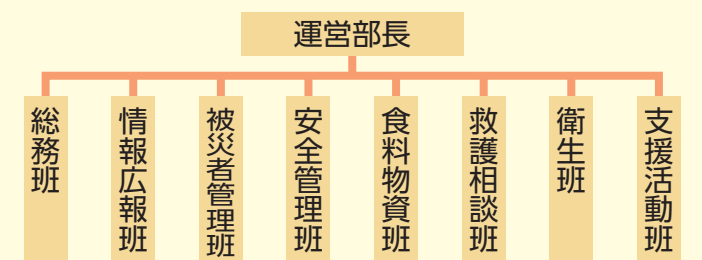 運営部長
総務班
情報広報班
被災者管理班
安全管理班
食料物資班
救護相談班
衛生班
支援活動班